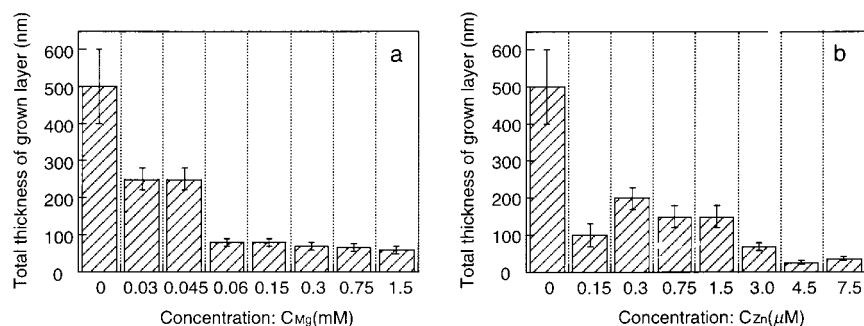 Total thickness of grown layer (nm)
600
500
400
300
200
100
0
a
0 0.03 0.045 0.06 0.15 0.3 0.75 1.5
Concentration: CMg(mM)
Total thickness of grown layer (nm)
600
500
400
300
200
100
0
b
0 0.15 0.3 0.75 1.5 3.0 4.5 7.5
Concentration: CZn(μM)